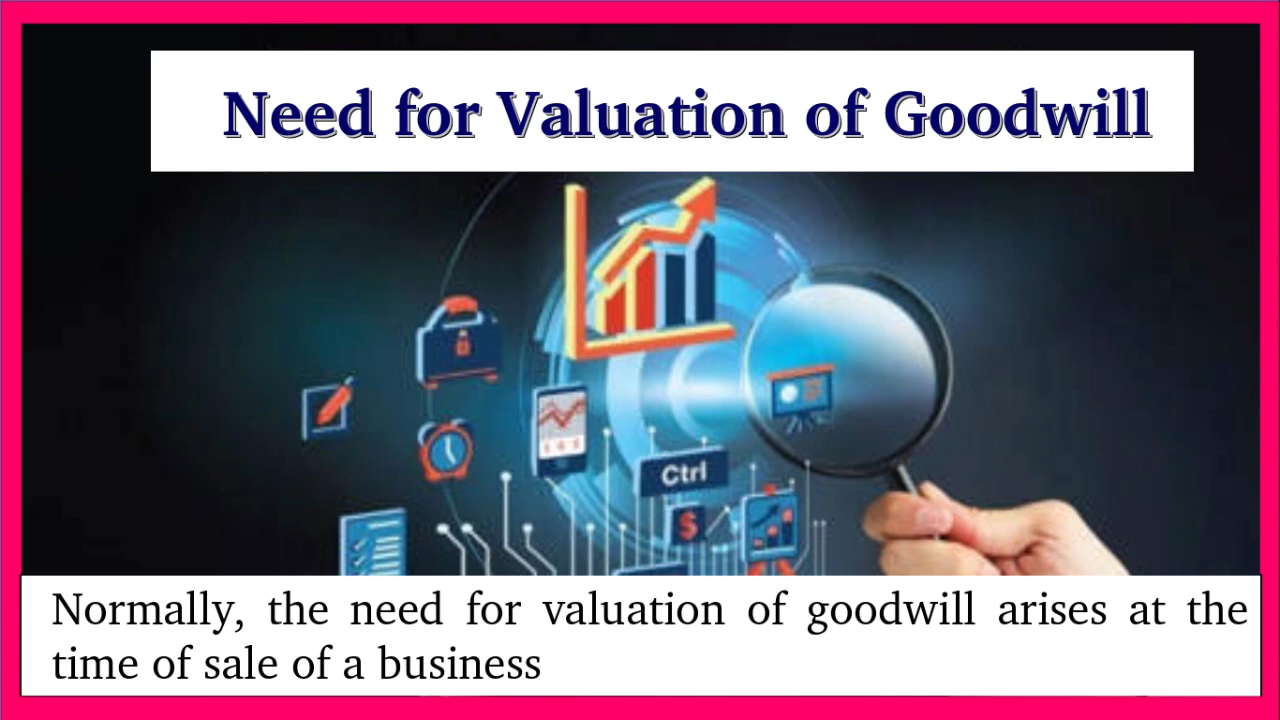 Need for Valuation of Goodwill
Ctrl
$
Normally, the need for valuation of goodwill arises at the
time of sale of a business